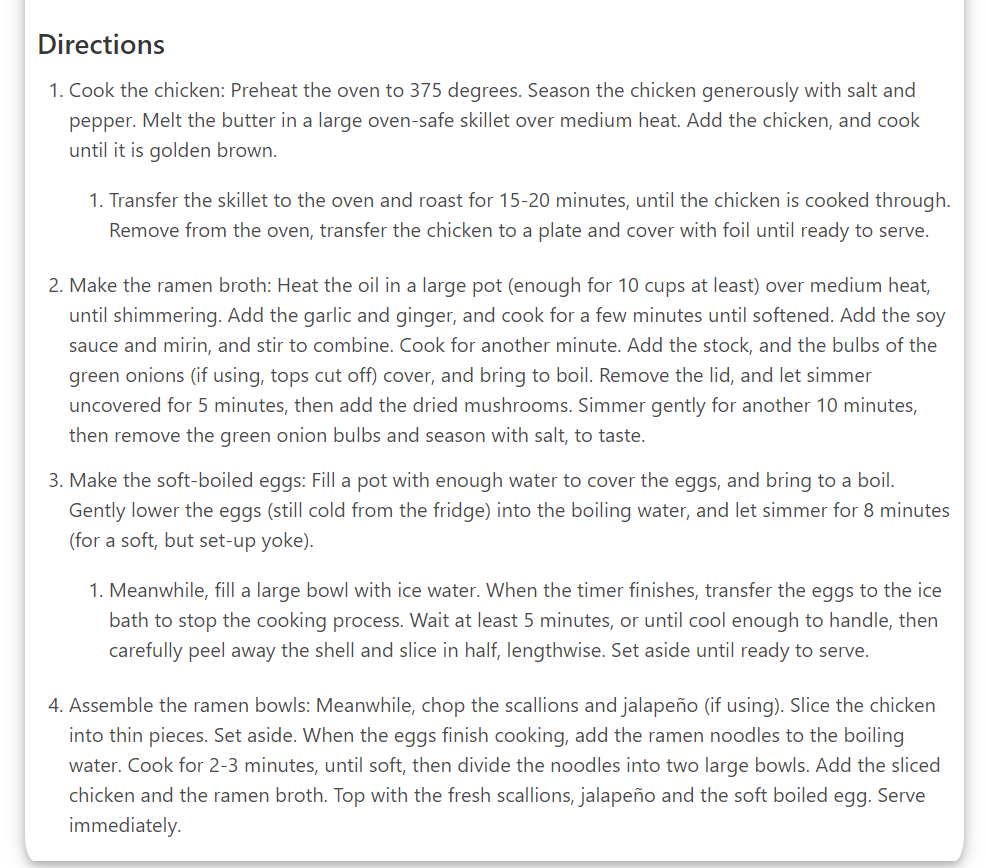 Directions
1. Cook the chicken: Preheat the oven to 375 degrees. Season the chicken generously with salt and
pepper. Melt the butter in a large oven-safe skillet over medium heat. Add the chicken, and cook
until it is golden brown.
1. Transfer the skillet to the oven and roast for 15-20 minutes, until the chicken is cooked through.
Remove from the oven, transfer the chicken to a plate and cover with foil until ready to serve.
2. Make the ramen broth: Heat the oil in a large pot (enough for 10 cups at least) over medium heat,
until shimmering. Add the garlic and ginger, and cook for a few minutes until softened. Add the soy
sauce and mirin, and stir to combine. Cook for another minute. Add the stock, and the bulbs of the
green onions (if using, tops cut off) cover, and bring to boil. Remove the lid, and let simmer
uncovered for 5 minutes, then add the dried mushrooms. Simmer gently for another 10 minutes,
then remove the green onion bulbs and season with salt, to taste.
3. Make the soft-boiled eggs: Fill a pot with enough water to cover the eggs, and bring to a boil.
Gently lower the eggs (still cold from the fridge) into the boiling water, and let simmer for 8 minutes
(for a soft, but set-up yoke).
1. Meanwhile, fill a large bowl with ice water. When the timer finishes, transfer the eggs to the ice
bath to stop the cooking process. Wait at least 5 minutes, or until cool enough to handle, then
carefully peel away the shell and slice in half, lengthwise. Set aside until ready to serve.
4. Assemble the ramen bowls: Meanwhile, chop the scallions and jalapeño (if using). Slice the chicken
into thin pieces. Set aside. When the eggs finish cooking, add the ramen noodles to the boiling
water. Cook for 2-3 minutes, until soft, then divide the noodles into two large bowls. Add the sliced
chicken and the ramen broth. Top with the fresh scallions, jalapeño and the soft boiled egg. Serve
immediately.